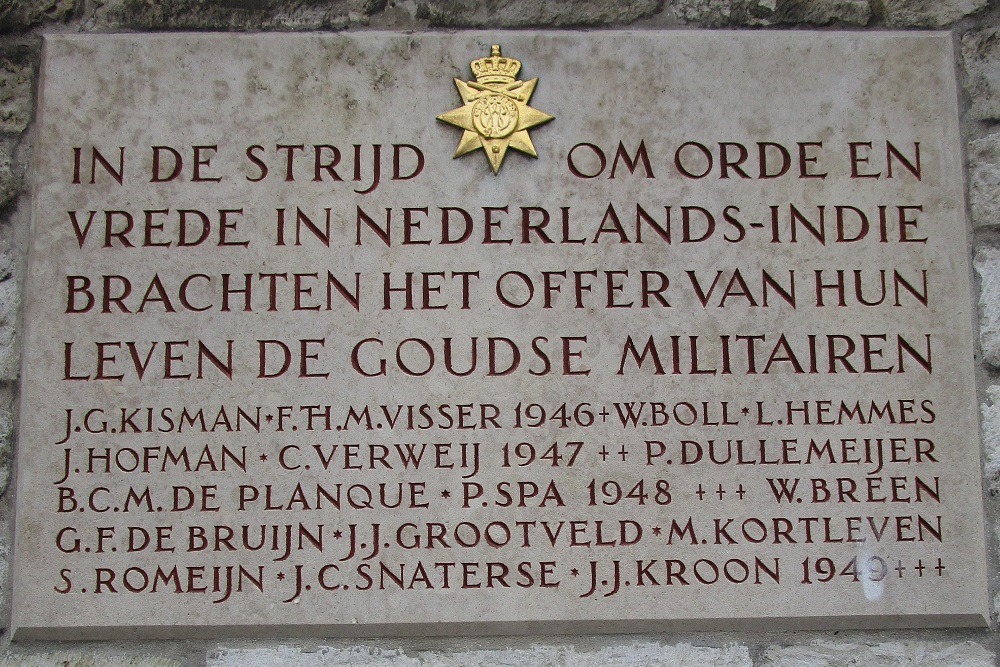 IN DE STRIJD OM ORDE EN
VREDE IN NEDERLANDS-INDIE
BRACHTEN HET OFFER VAN HUN
LEVEN DE GOUDSE MILITAIREN
J.G.KISMAN*F.TH.M.VISSER 1946+W.BOLL*L.HEMMES
J.HOFMAN * C.VERWEIJ 1947 ++ P.DULLEMEIJER
B.C.M.DE PLANQUE * P.SPA 1948 +++ W.BREEN
G.F.DE BRUIJN*J.J.GROOTVELD*M.KORTLEVEN
S.ROMEIJN *J.C.SNATERSE*J.J.KROON 1949+++